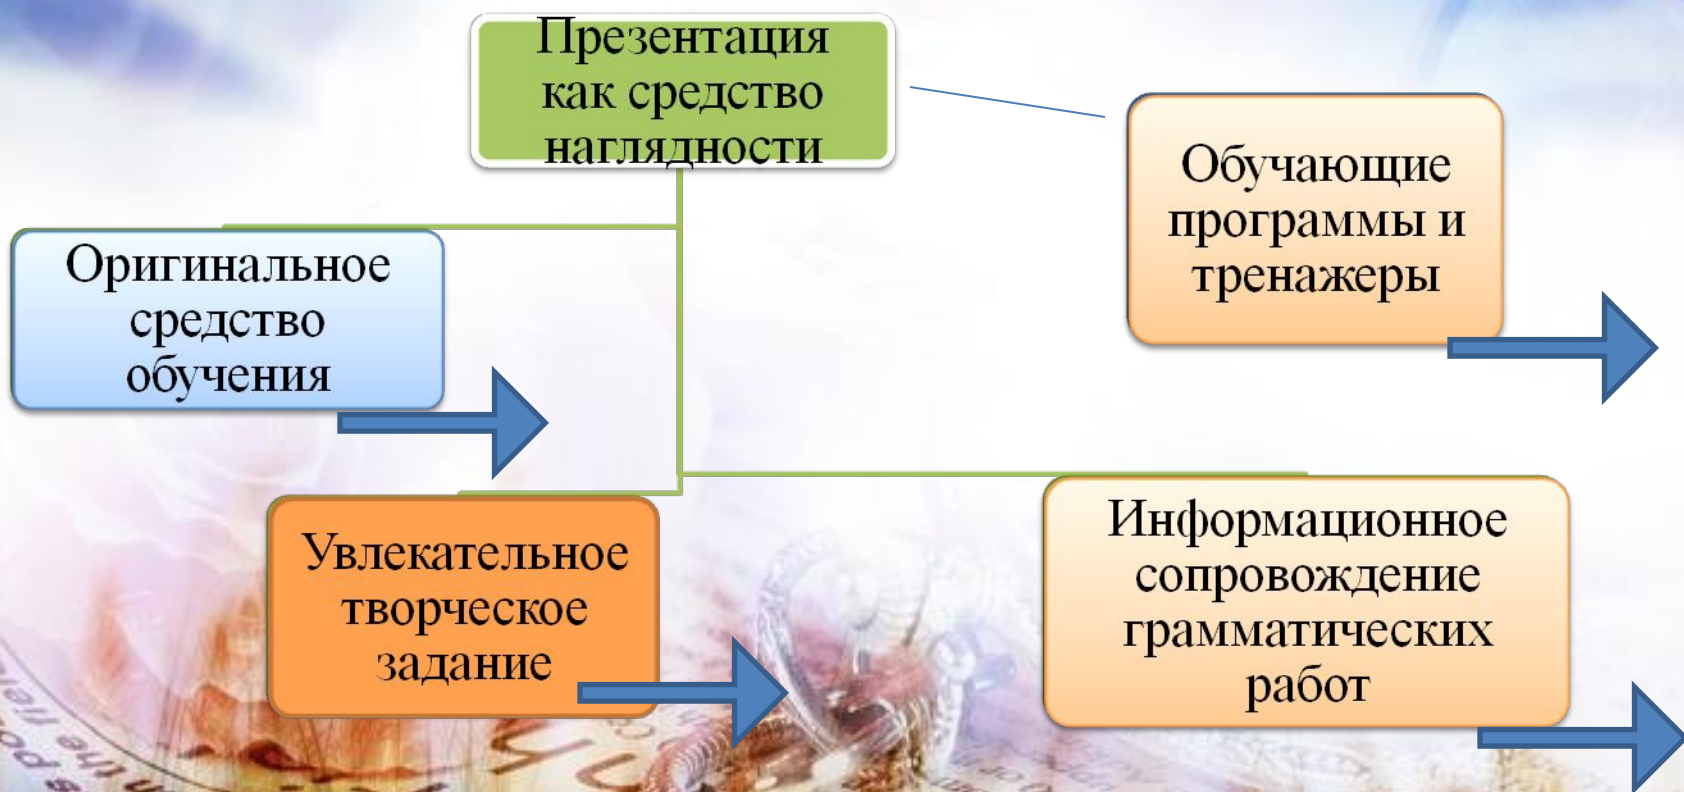 Презентация
как средство
наглядности
Обучающие
программы и
тренажеры
Оригинальное
средство
обучения
Увлекательное
творческое
задание
Информационное
сопровождение
грамматических
работ